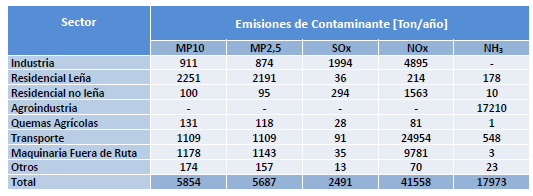 Sector Emisiones de Contaminante [Ton/año]
MP10 MP2,5 SOx NOx NH₃
Industria 911 874 1994 4895 -
Residencial Leña 2251 2191 36 214 178
Residencial no leña 100 95 294 1563 10
Agroindustria - - - - 17210
Quemas Agrícolas 131 118 28 81 1
Transporte 1109 1109 91 24954 548
Maquinaria Fuera de Ruta 1178 1143 35 9781 3
Otros 174 157 13 70 23
Total 5854 5687 2491 41558 17973